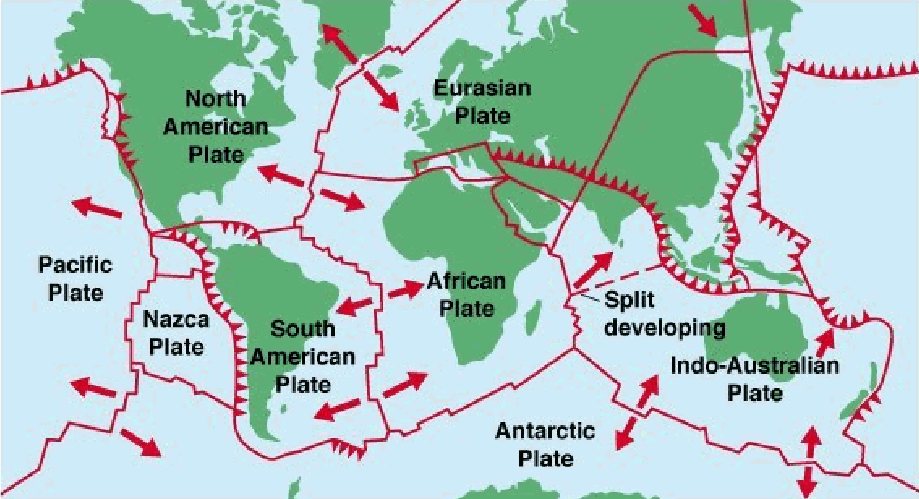 North
American
Plate
Eurasian
Plate
Pacific
Plate
Nazca
Plate
South
American
Plate
African
Plate
Split
developing
Indo-Australian
Plate
Antarctic
Plate